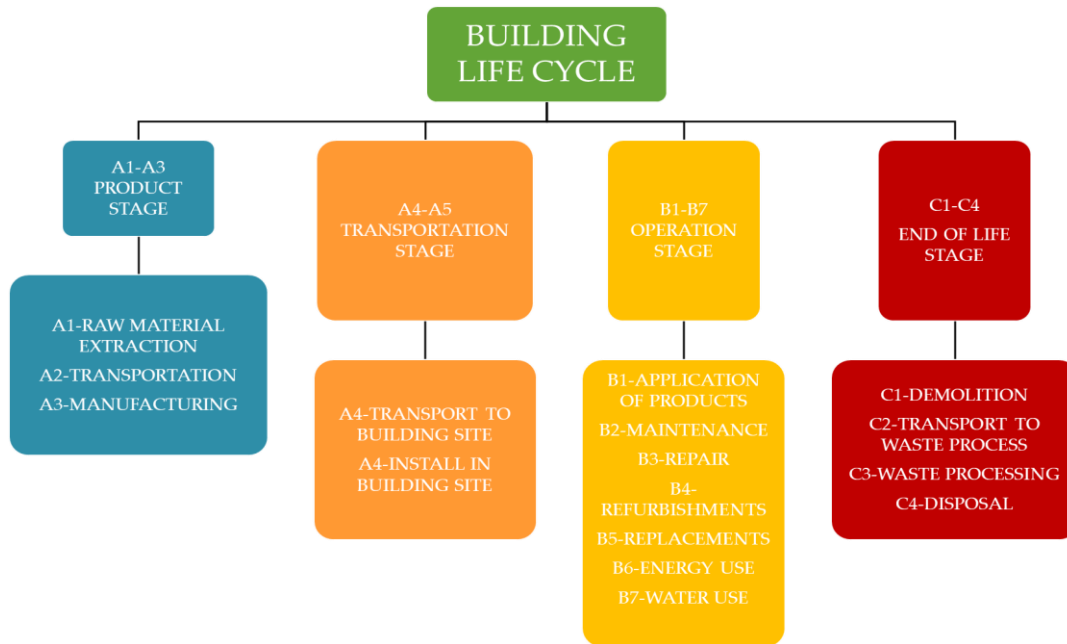 BUILDING
LIFE CYCLE
A1-A3
PRODUCT
STAGE
A1-RAW MATERIAL
EXTRACTION
A2-TRANSPORTATION
A3-MANUFACTURING
A4-A5
TRANSPORTATION
STAGE
A4-TRANSPORT TO
BUILDING SITE
A4-INSTALL IN
BUILDING SITE
B1-B7
OPERATION
STAGE
B1-APPLICATION
OF PRODUCTS
B2-MAINTENANCE
B3-REPAIR
B4-
REFURBISHMENTS
B5-REPLACEMENTS
B6-ENERGY USE
B7-WATER USE
C1-C4
END OF LIFE
STAGE
C1-DEMOLITION
C2-TRANSPORT TO
WASTE PROCESS
C3-WASTE PROCESSING
C4-DISPOSAL